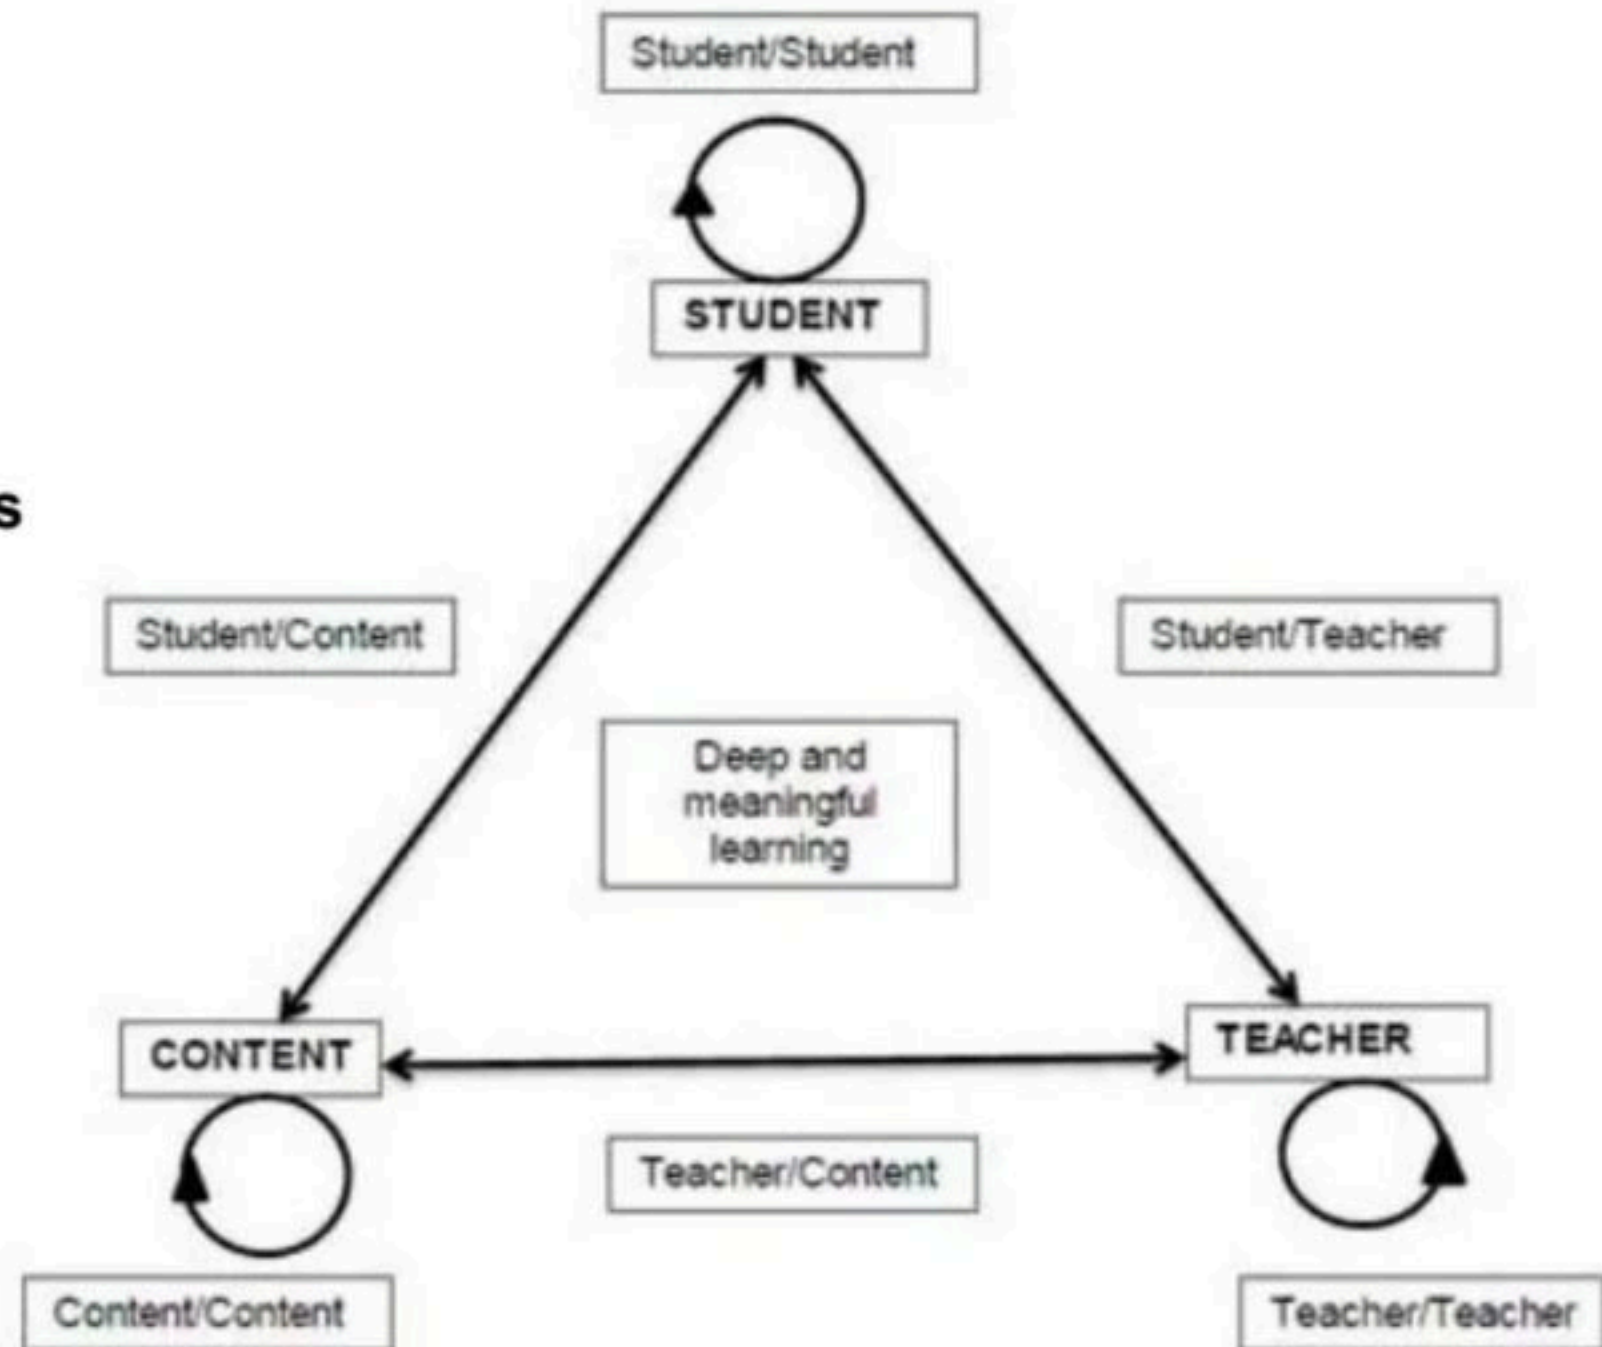 Student/Student
STUDENT
s
Student/Content
Student/Teacher
Deep and
meaningful
learning
CONTENT
TEACHER
Teacher/Content
Content/Content
Teacher/Teacher